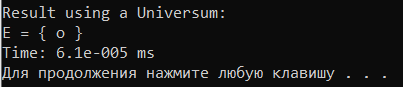 Result using a Universum:
E = { o }
Time: 6.1e-005 ms
Для продолжения нажмите любую клавишу . . .